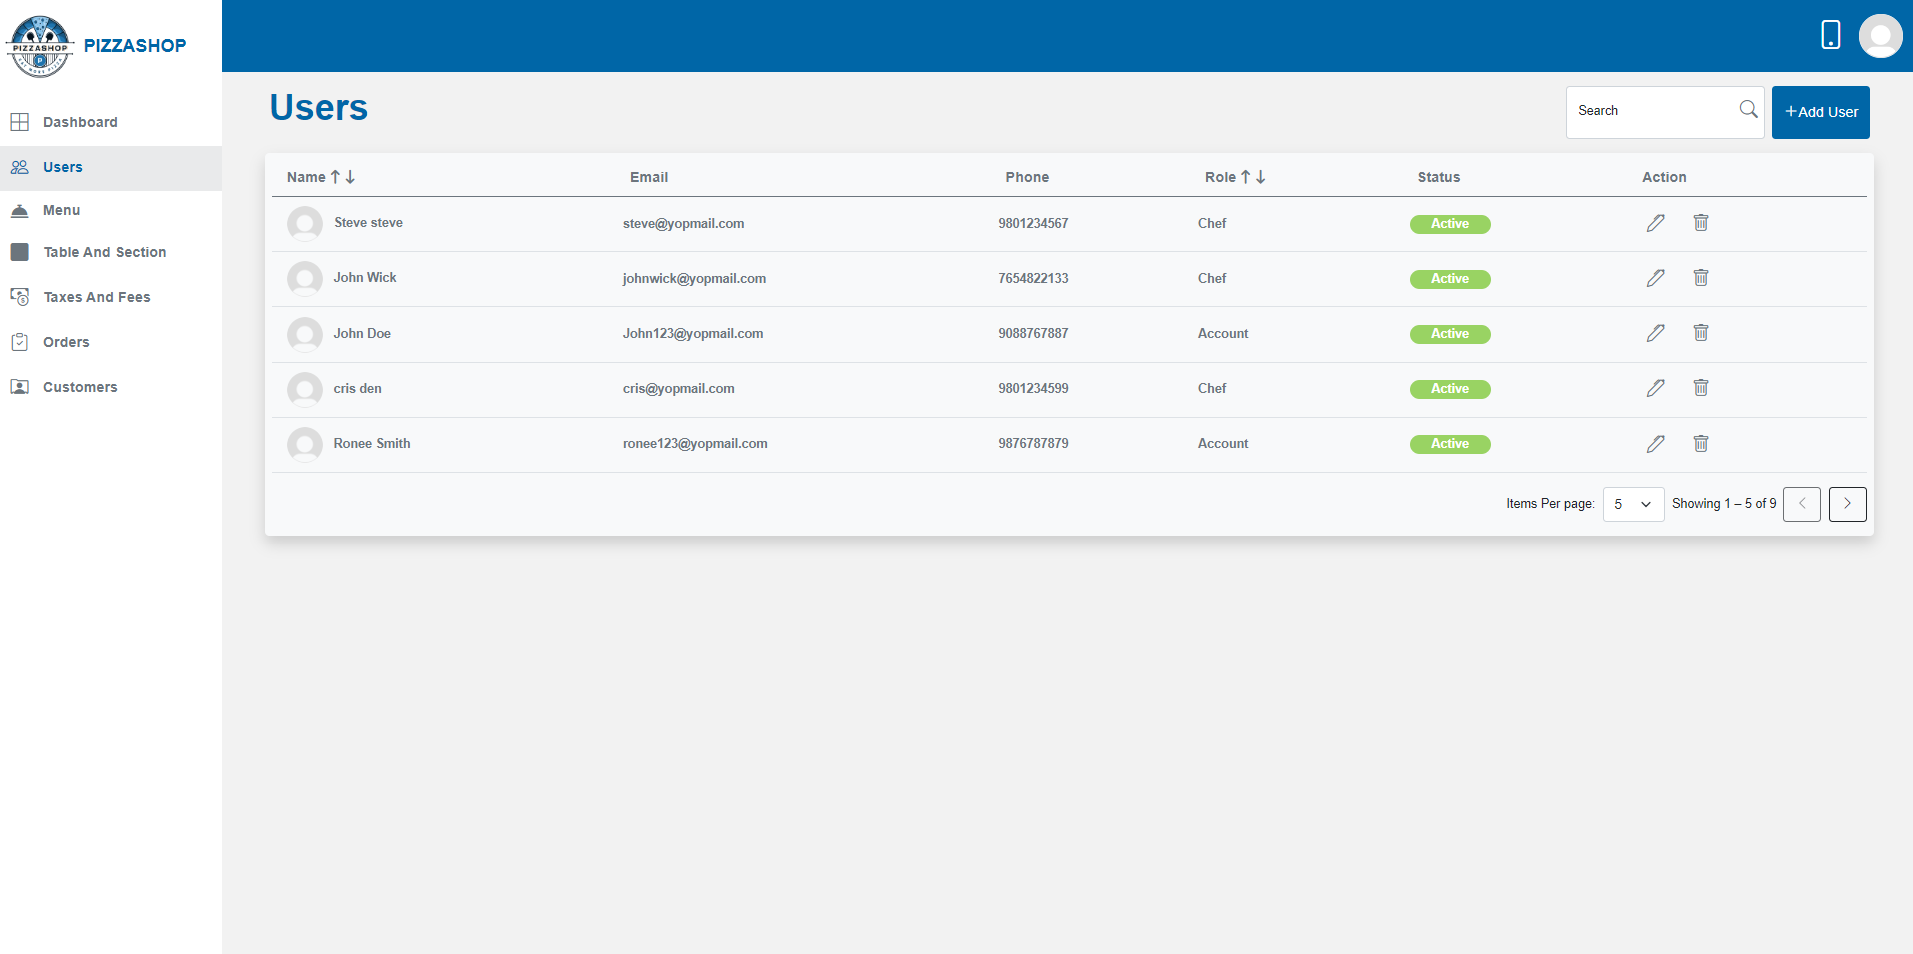 PIZZASHOP
PIZZASHOP
Dashboard
Users
Menu
Table And Section
Taxes And Fees
Orders
Customers
Users
Search
+Add User
Name Email Phone Role Status Action
Steve steve steve@yopmail.com 9801234567 Chef Active
John Wick johnwick@yopmail.com 7654822133 Chef Active
John Doe John123@yopmail.com 9088767887 Account Active
cris den cris@yopmail.com 9801234599 Chef Active
Ronee Smith ronee123@yopmail.com 9876787879 Account Active
Items Per page: 5 Showing 1 – 5 of 9